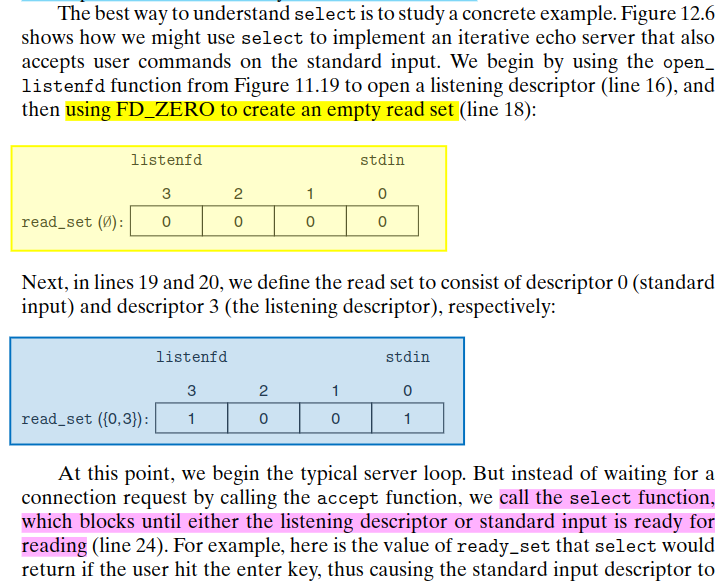 The best way to understand select is to study a concrete example. Figure 12.6
shows how we might use select to implement an iterative echo server that also
accepts user commands on the standard input. We begin by using the open_
listenfd function from Figure 11.19 to open a listening descriptor (line 16), and
then using FD_ZERO to create an empty read set (line 18):
listenfd stdin
3 2 1 0
read_set (∅): 0 0 0 0
Next, in lines 19 and 20, we define the read set to consist of descriptor 0 (standard
input) and descriptor 3 (the listening descriptor), respectively:
listenfd stdin
3 2 1 0
read_set ({0,3}): 1 0 0 1
At this point, we begin the typical server loop. But instead of waiting for a
connection request by calling the accept function, we call the select function,
which blocks until either the listening descriptor or standard input is ready for
reading (line 24). For example, here is the value of ready_set that select would
return if the user hit the enter key, thus causing the standard input descriptor to